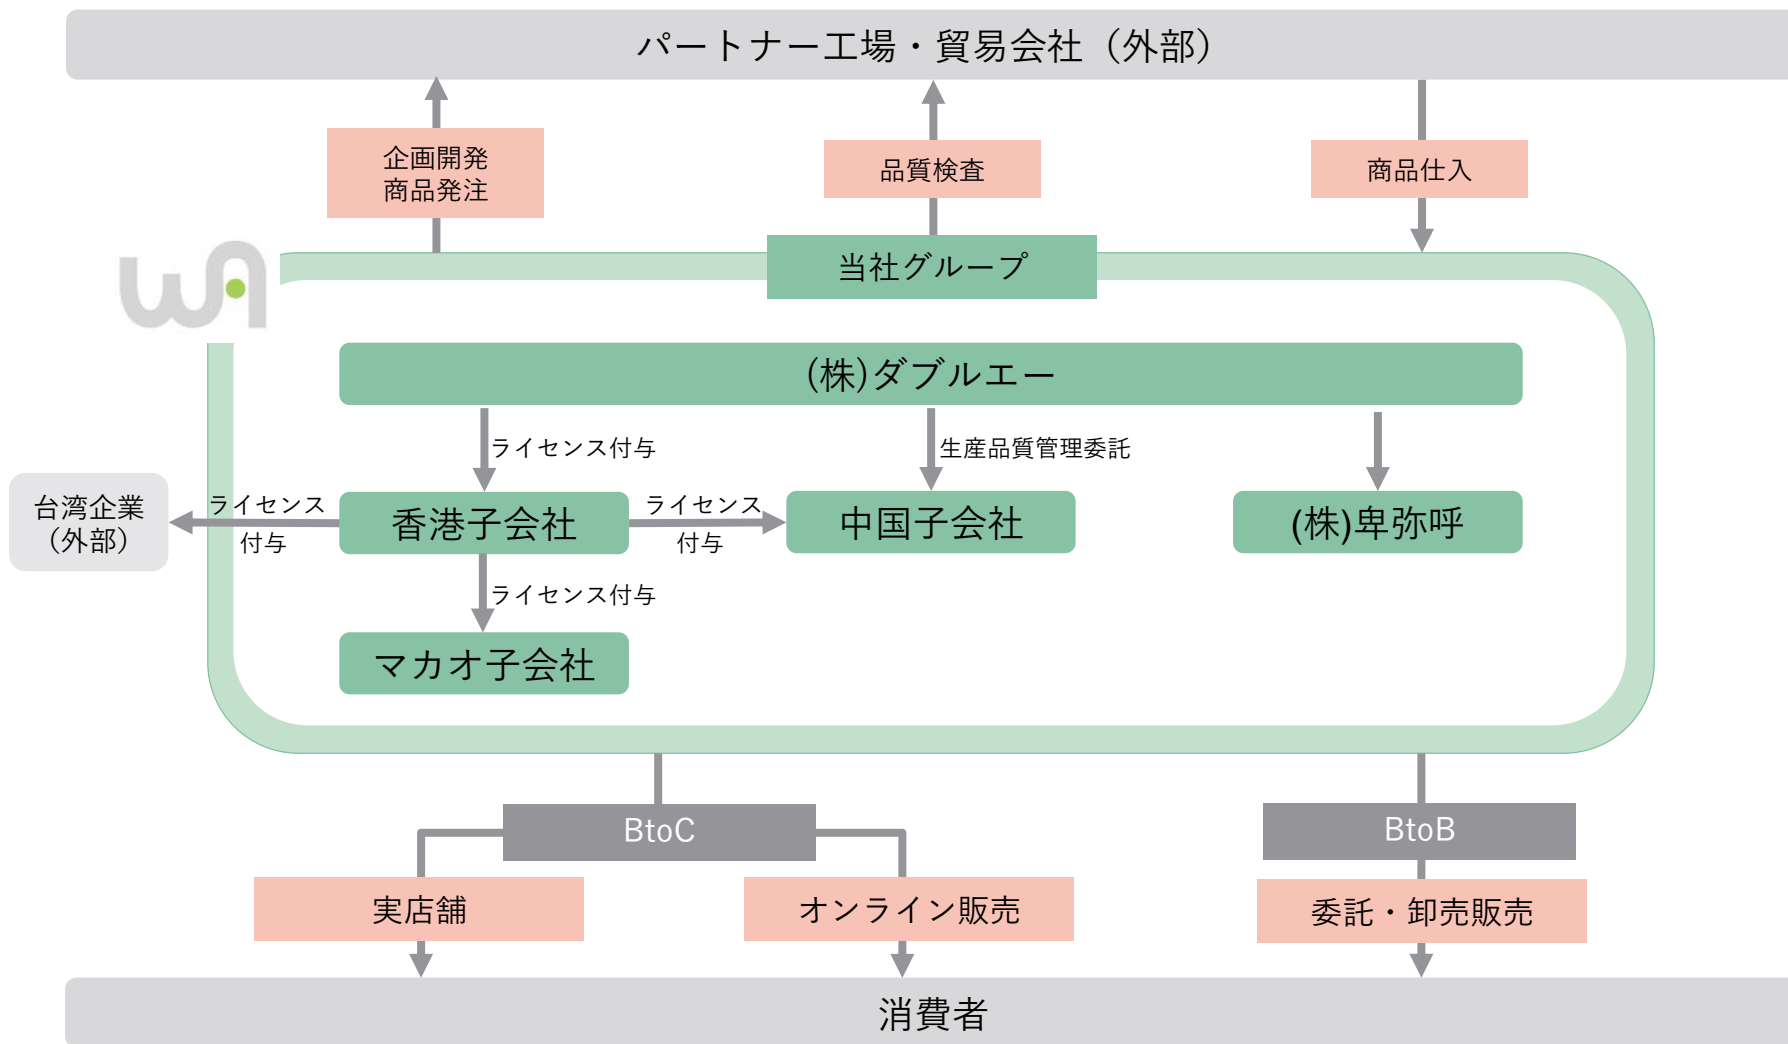 パートナー工場・貿易会社（外部）
企画開発
商品発注
品質検査
商品仕入
WA
当社グループ
(株)ダブルエー
ライセンス付与
生産品質管理委託
台湾企業
（外部）
ライセンス
付与
香港子会社
ライセンス
付与
中国子会社
(株)卑弥呼
ライセンス付与
マカオ子会社
BtoC
BtoB
実店舗
オンライン販売
委託・卸売販売
消費者